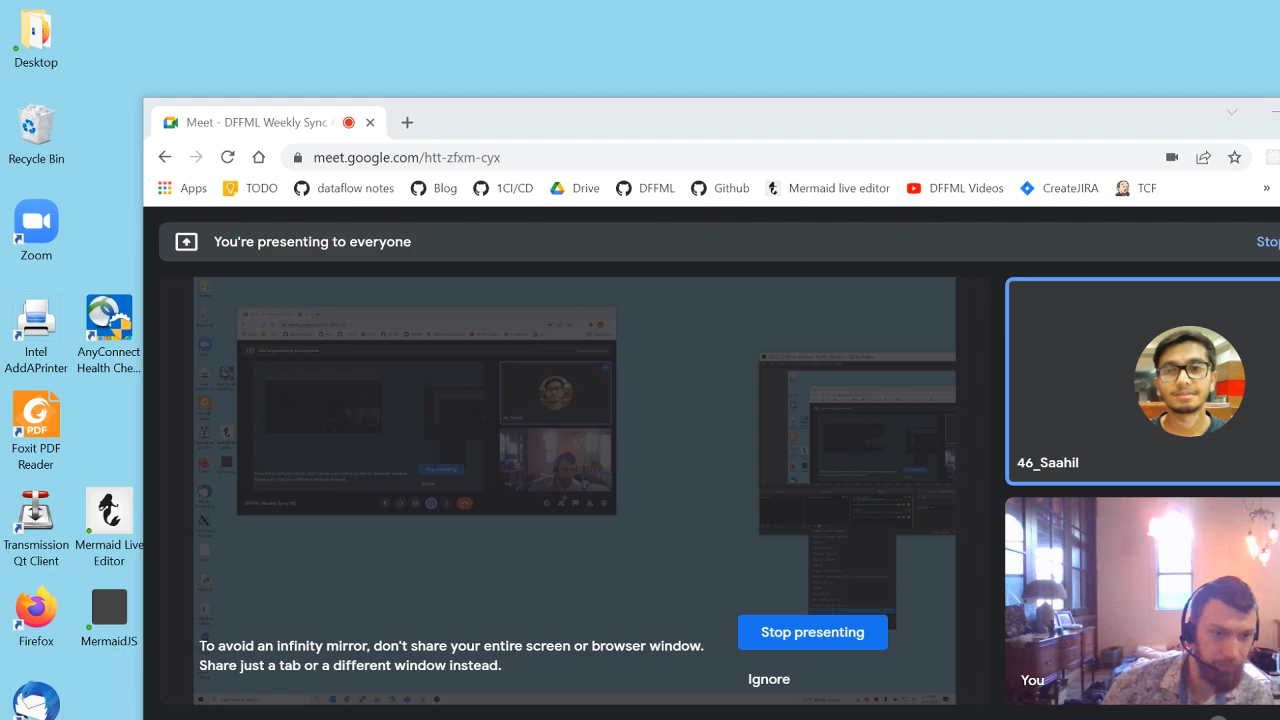 Desktop
Recycle Bin
Zoom
Intel
AddAPrinter
AnyConnect
Health Che...
Foxit PDF
Reader
Transmission
Qt Client
Mermaid Live
Editor
Firefox
MermaidJS
Meet - DFFML Weekly Sync
meet.google.com/htt-zfxm-cyx
Apps TODO dataflow notes Blog 1CI/CD Drive DFFML Github Mermaid live editor DFFML Videos CreateJIRA TCF »
You're presenting to everyone
Stop
46_Saahil
To avoid an infinity mirror, don't share your entire screen or browser window.
Share just a tab or a different window instead.
Stop presenting
Ignore
You